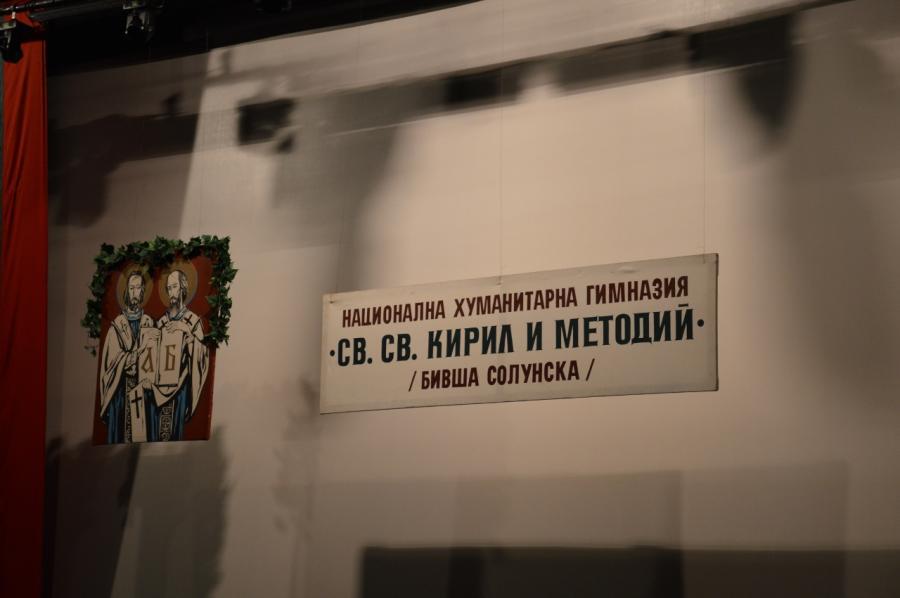 А Б
НАЦИОНАЛНА ХУМАНИТАРНА ГИМНАЗИЯ
·СВ. СВ. КИРИЛ И МЕТОДИЙ·
/БИВША СОЛУНСКА/